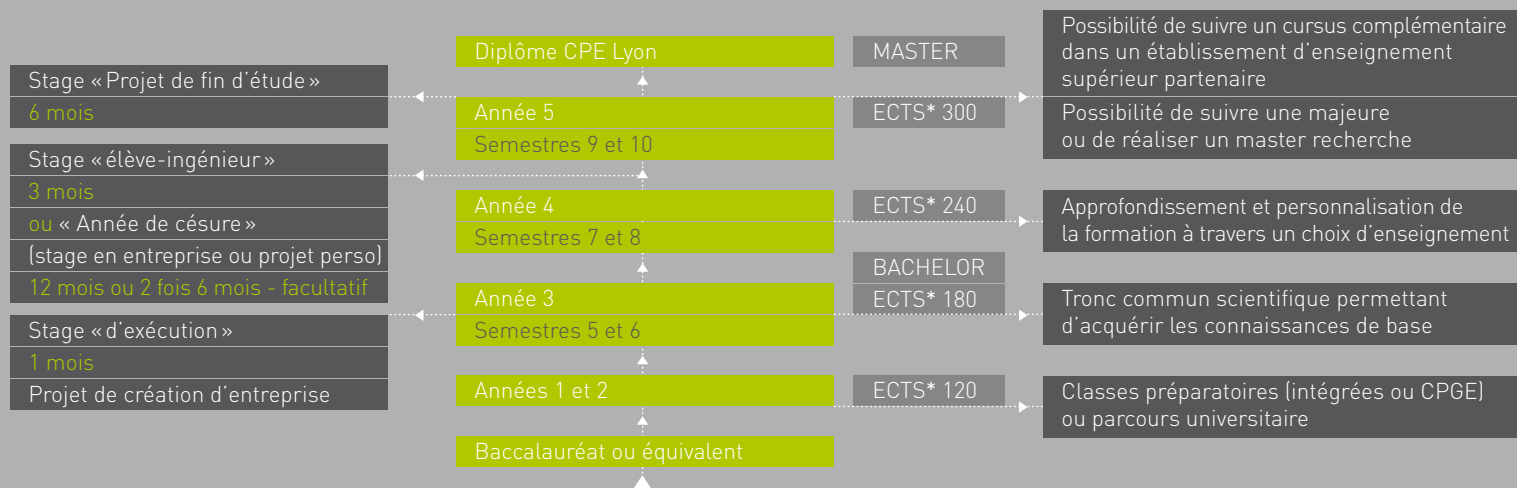 Stage « Projet de fin d'étude »
6 mois
Stage « élève-ingénieur »
3 mois
ou « Année de césure »
(stage en entreprise ou projet perso)
12 mois ou 2 fois 6 mois - facultatif
Stage « d'exécution »
1 mois
Projet de création d'entreprise
Diplôme CPE Lyon
Année 5
Semestres 9 et 10
Année 4
Semestres 7 et 8
Année 3
Semestres 5 et 6
Années 1 et 2
Baccalauréat ou équivalent
MASTER
ECTS* 300
ECTS* 240
BACHELOR
ECTS* 180
ECTS* 120
Possibilité de suivre un cursus complémentaire
dans un établissement d'enseignement
supérieur partenaire
Possibilité de suivre une majeure
ou de réaliser un master recherche
Approfondissement et personnalisation de
la formation à travers un choix d'enseignement
Tronc commun scientifique permettant
d'acquérir les connaissances de base
Classes préparatoires (intégrées ou CPGE)
ou parcours universitaire